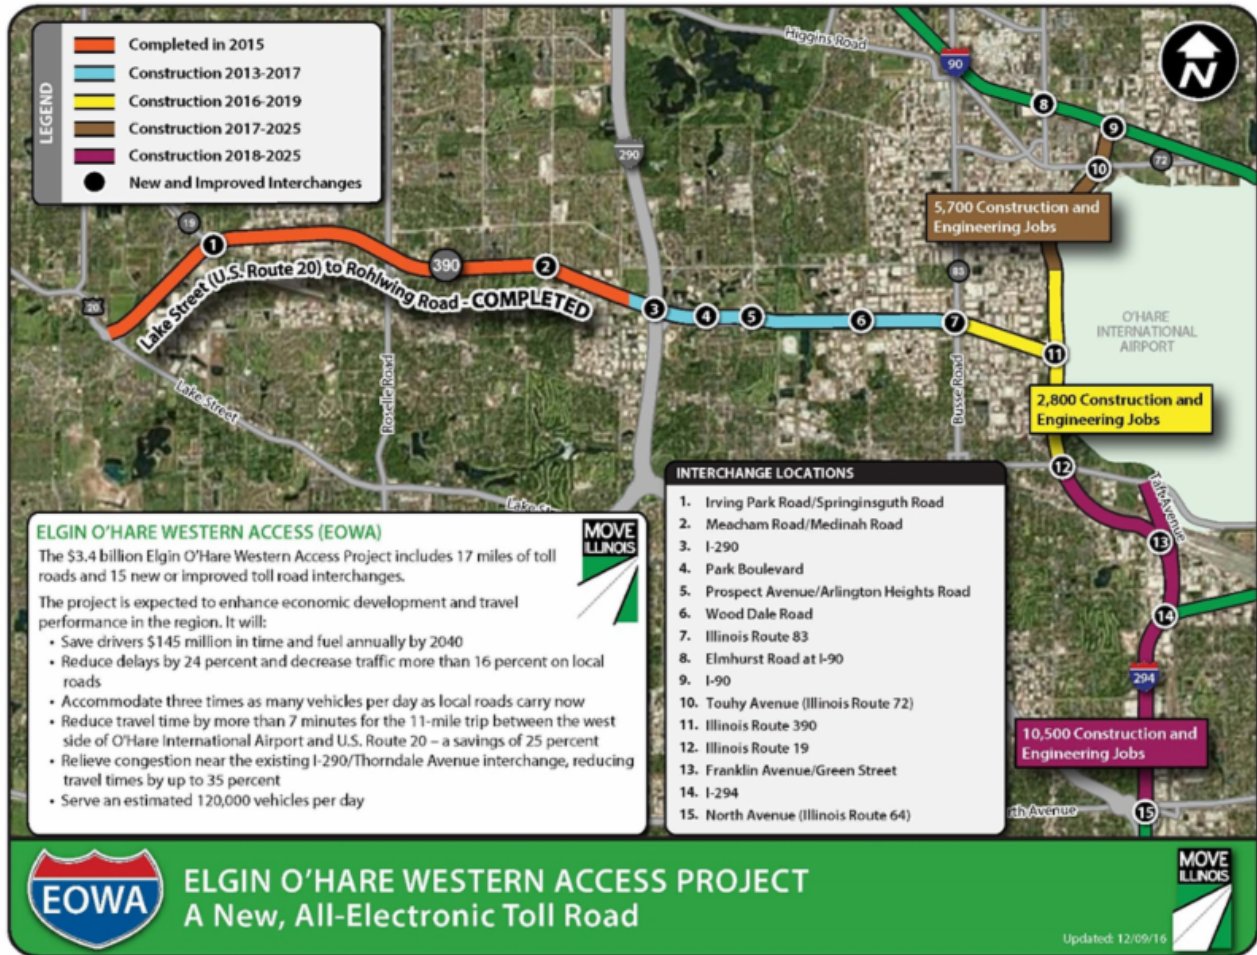 LEGEND
Completed in 2015
Construction 2013-2017
Construction 2016-2019
Construction 2017-2025
Construction 2018-2025
New and Improved Interchanges
Higgins Road
90
8
9
N
290
10
72
5,700 Construction and
Engineering Jobs
19
1
390
2
83
Lake Street (U.S. Route 20) to Rohlwing Road - COMPLETED
20
3
4
5
6
7
11
O'HARE
INTERNATIONAL
AIRPORT
Lake Street
Roselle Road
Busse Road
2,800 Construction and
Engineering Jobs
12
Taft Avenue
13
14
294
10,500 Construction and
Engineering Jobs
15
th Avenue
Lake St
ELGIN O'HARE WESTERN ACCESS (EOWA)
MOVE
ILLINOIS
The $3.4 billion Elgin O'Hare Western Access Project includes 17 miles of toll
roads and 15 new or improved toll road interchanges.
The project is expected to enhance economic development and travel
performance in the region. It will:
• Save drivers $145 million in time and fuel annually by 2040
• Reduce delays by 24 percent and decrease traffic more than 16 percent on local
roads
• Accommodate three times as many vehicles per day as local roads carry now
• Reduce travel time by more than 7 minutes for the 11-mile trip between the west
side of O'Hare International Airport and U.S. Route 20 – a savings of 25 percent
• Relieve congestion near the existing I-290/Thorndale Avenue interchange, reducing
travel times by up to 35 percent
• Serve an estimated 120,000 vehicles per day
INTERCHANGE LOCATIONS
1. Irving Park Road/Springinsguth Road
2. Meacham Road/Medinah Road
3. I-290
4. Park Boulevard
5. Prospect Avenue/Arlington Heights Road
6. Wood Dale Road
7. Illinois Route 83
8. Elmhurst Road at I-90
9. I-90
10. Touhy Avenue (Illinois Route 72)
11. Illinois Route 390
12. Illinois Route 19
13. Franklin Avenue/Green Street
14. I-294
15. North Avenue (Illinois Route 64)
EOWA
ELGIN O'HARE WESTERN ACCESS PROJECT
A New, All-Electronic Toll Road
MOVE
ILLINOIS
Updated: 12/09/16